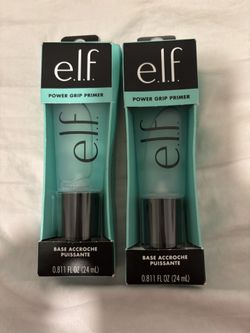 e.l.f.
POWER GRIP PRIMER
e.l.f.
BASE ACCROCHE
PUISSANTE
0.811 fl oz (24 mL)
e.l.f.
POWER GRIP PRIMER
e.l.f.
BASE ACCROCHE
PUISSANTE
0.811 fl oz (24 mL)